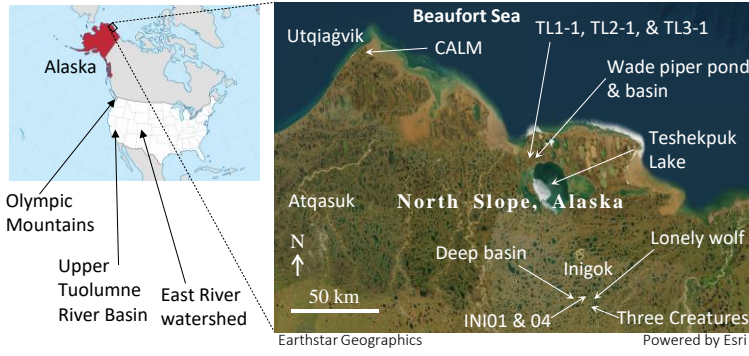 Alaska
Olympic
Mountains
Upper
Tuolumne
River Basin
East River
watershed
Beaufort Sea
Utqiaġvik
CALM
TL1-1, TL2-1, & TL3-1
Wade piper pond
& basin
Teshekpuk
Lake
Atqasuk
North Slope, Alaska
N
50 km
Deep basin
Inigok
Lonely wolf
INI01 & 04
Three Creatures
Earthstar Geographics
Powered by Esri